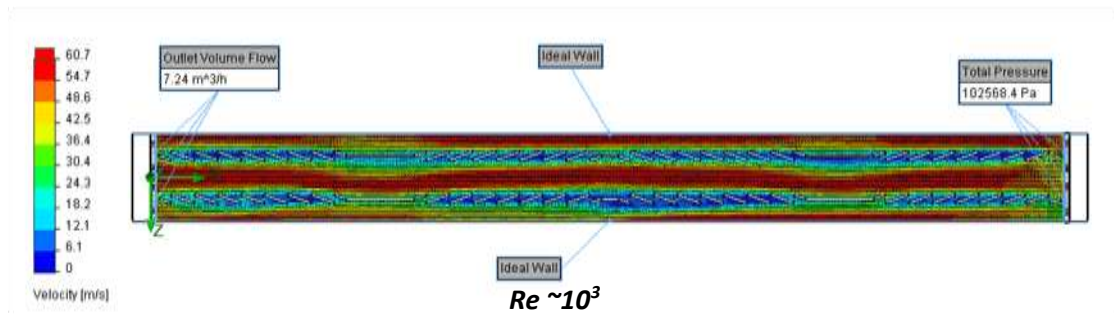 60.7
54.7
48.6
42.5
36.4
30.4
24.3
18.2
12.1
6.1
0
Velocity [m/s]
Outlet Volume Flow
7.24 m^3/h
Ideal Wall
Total Pressure
102568.4 Pa
Z
Ideal Wall
Re ~10³